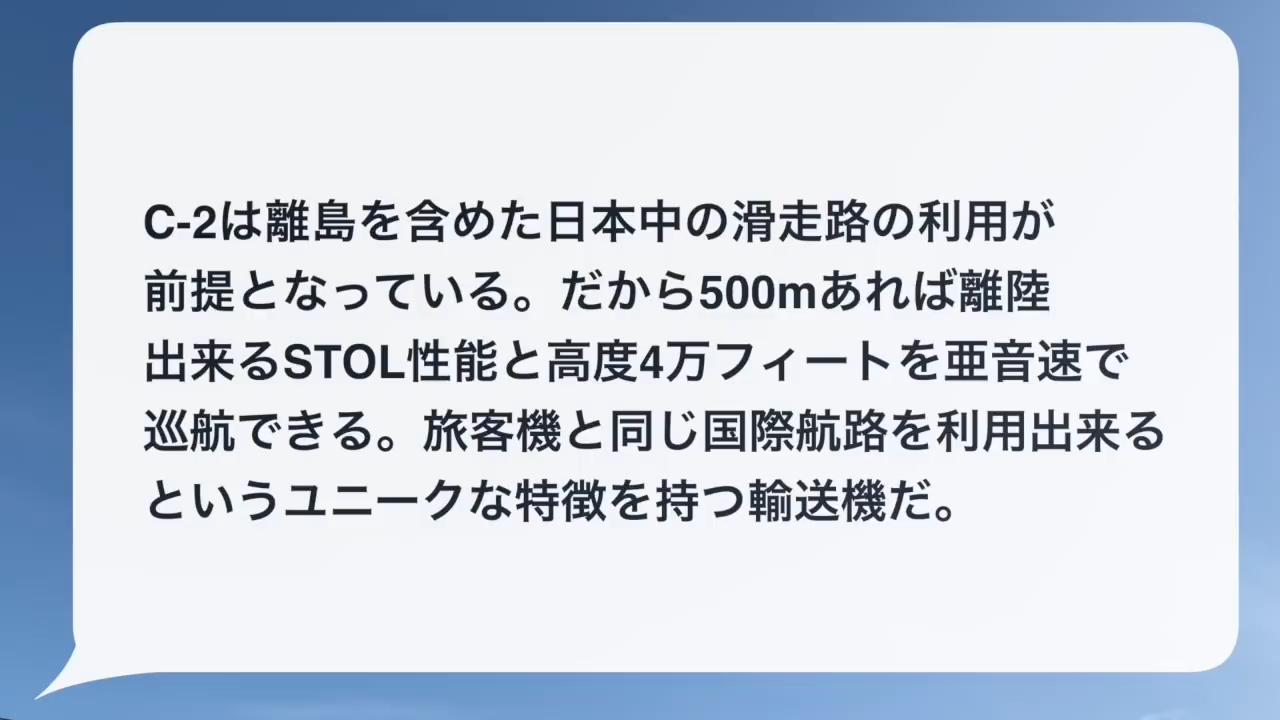 C-2は離島を含めた日本中の滑走路の利用が
前提となっている。だから500mあれば離陸
出来るSTOL性能と高度4万フィートを亜音速で
巡航できる。旅客機と同じ国際航路を利用出来る
というユニークな特徴を持つ輸送機だ。